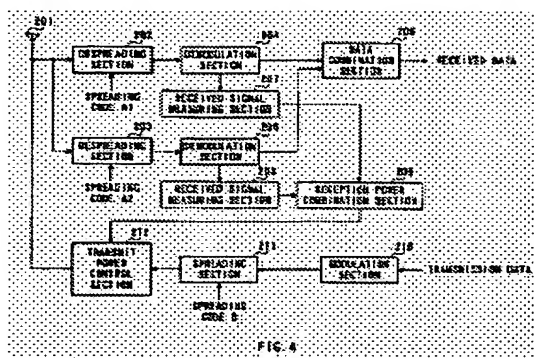 201
202
DESPREADING SECTION
204
DEMODULATION SECTION
206
DATA COMBINATION SECTION
RECEIVED DATA
SPREADING CODE A1
207
RECEIVED SIGNAL MEASURING SECTION
203
DESPREADING SECTION
205
DEMODULATION SECTION
SPREADING CODE A2
208
RECEIVED SIGNAL MEASURING SECTION
209
RECEPTION POWER COMBINATION SECTION
212
TRANSMIT POWER CONTROL SECTION
211
SPREADING SECTION
210
MODULATION SECTION
TRANSMISSION DATA
SPREADING CODE B
FIG. 4